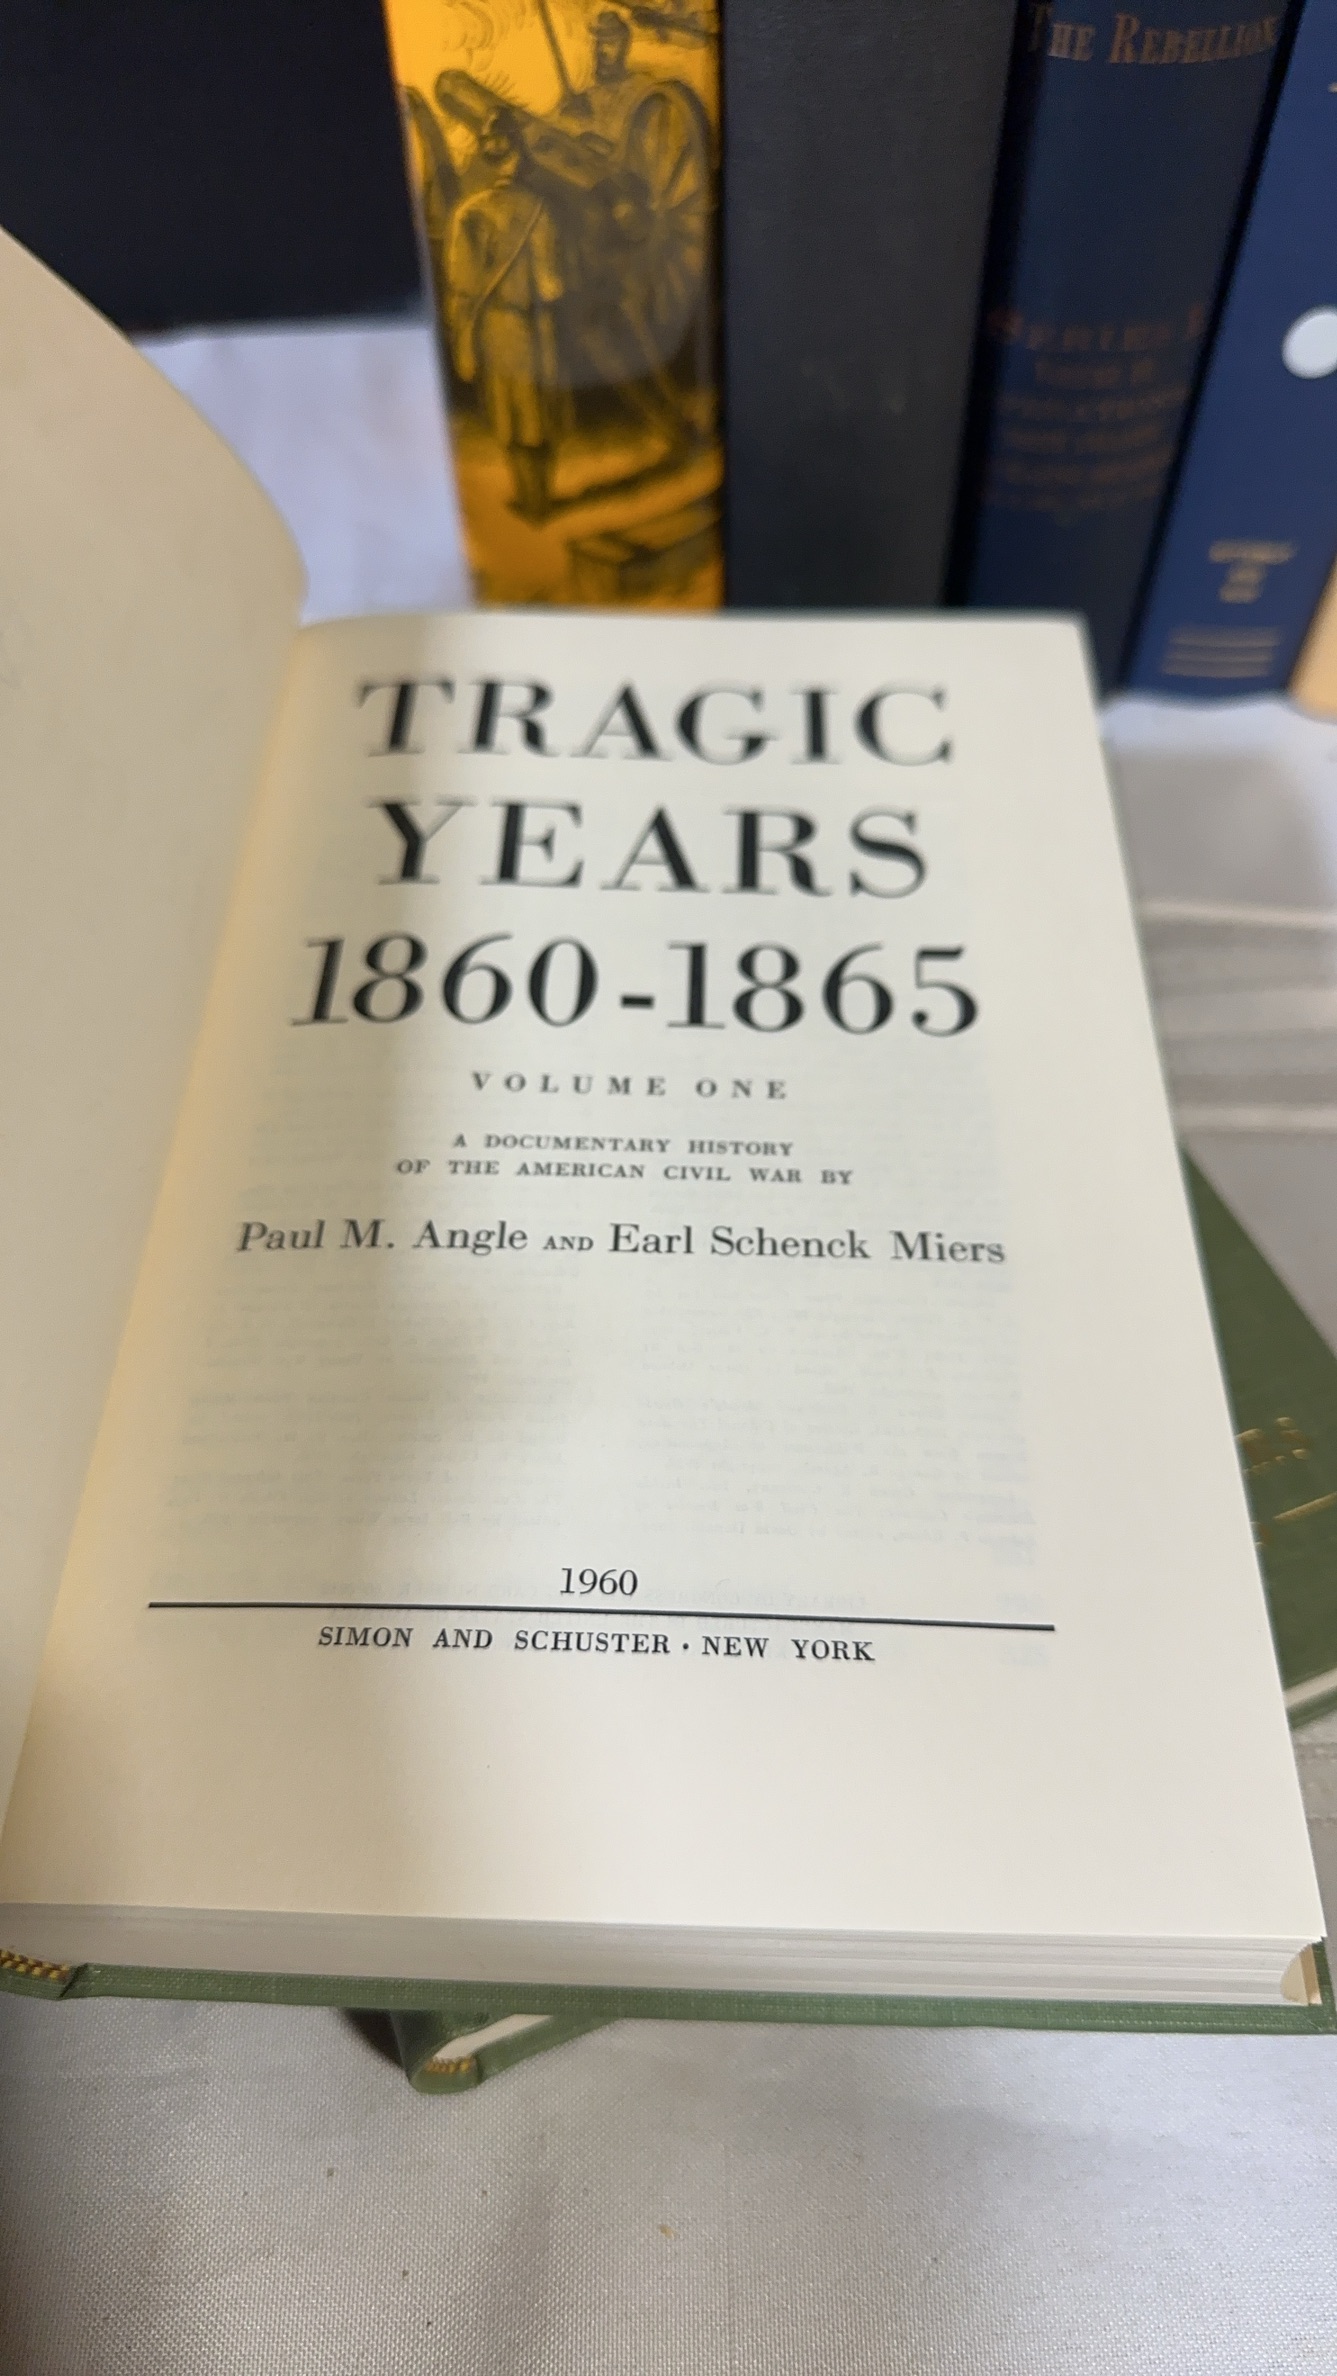 THE REBELLION
TRAGIC
YEARS
1860-1865
VOLUME ONE
A DOCUMENTARY HISTORY
OF THE AMERICAN CIVIL WAR BY
Paul M. Angle AND Earl Schenck Miers
1960
SIMON AND SCHUSTER • NEW YORK